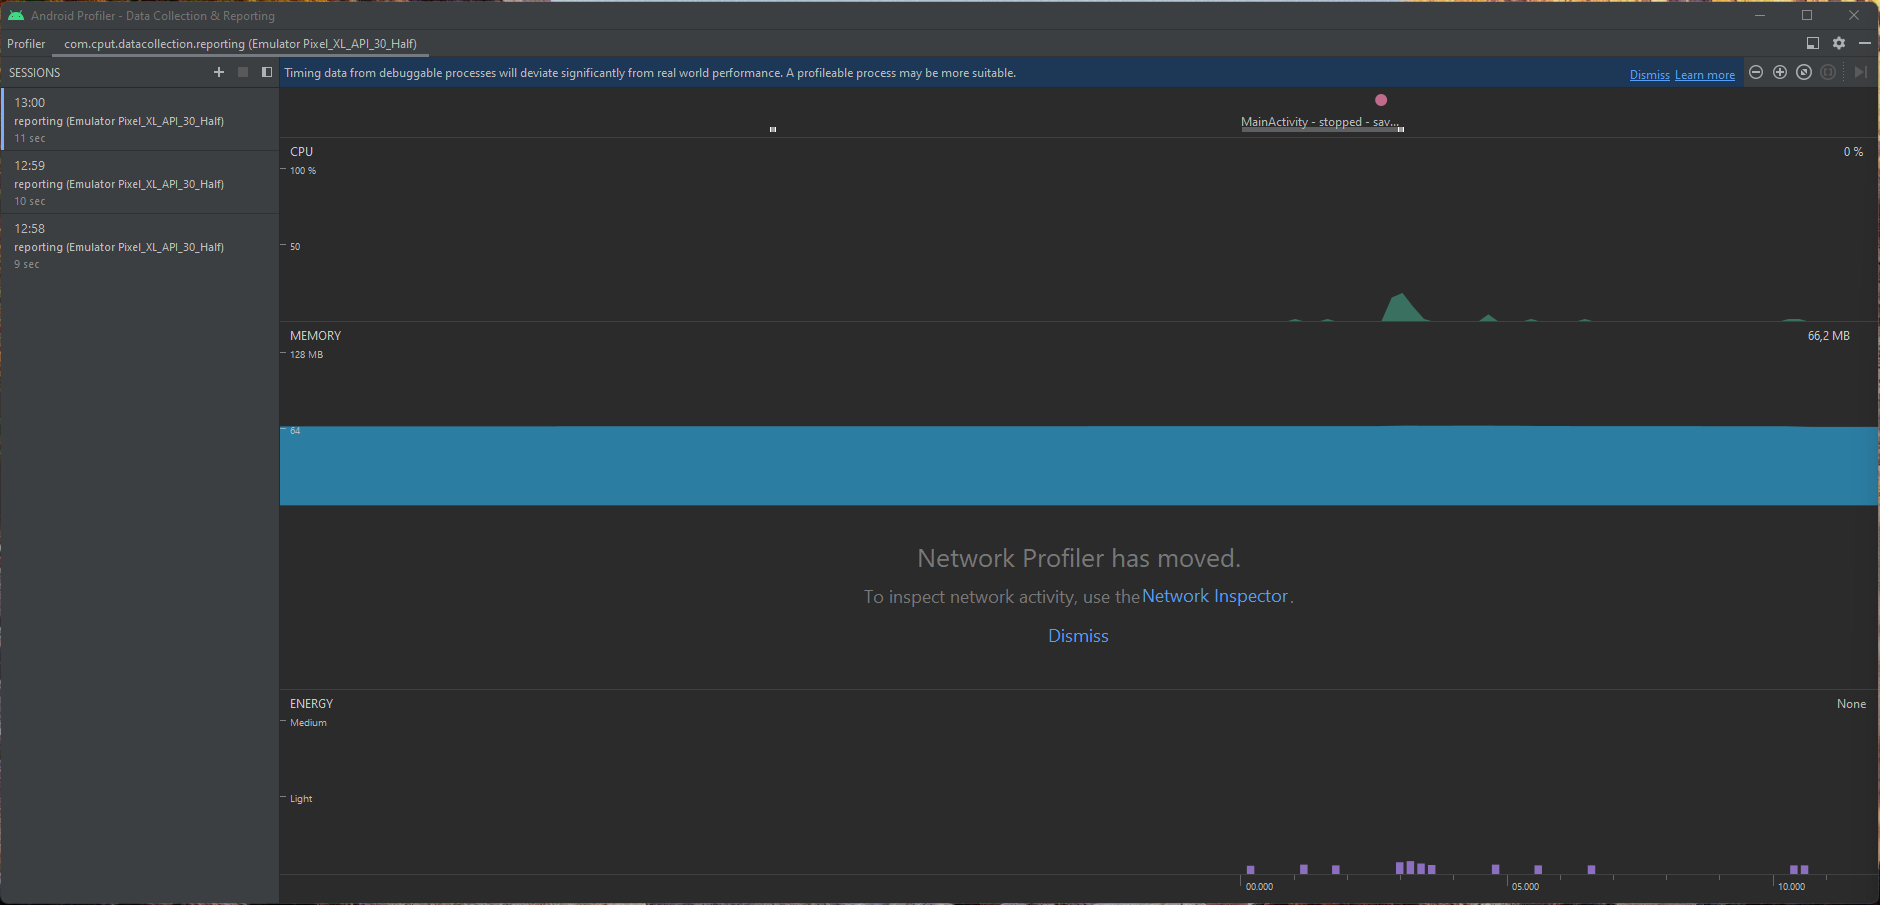 Android Profiler - Data Collection & Reporting
Profiler
com.cput.datacollection.reporting (Emulator Pixel_XL_API_30_Half)
SESSIONS
Timing data from debuggable processes will deviate significantly from real world performance. A profileable process may be more suitable.
Dismiss Learn more
13:00
reporting (Emulator Pixel_XL_API_30_Half)
11 sec
12:59
reporting (Emulator Pixel_XL_API_30_Half)
10 sec
12:58
reporting (Emulator Pixel_XL_API_30_Half)
9 sec
MainActivity - stopped - sav...
CPU
0 %
100 %
50
MEMORY
66,2 MB
128 MB
64
Network Profiler has moved.
To inspect network activity, use the Network Inspector.
Dismiss
ENERGY
None
Medium
Light
00.000
05.000
10.000